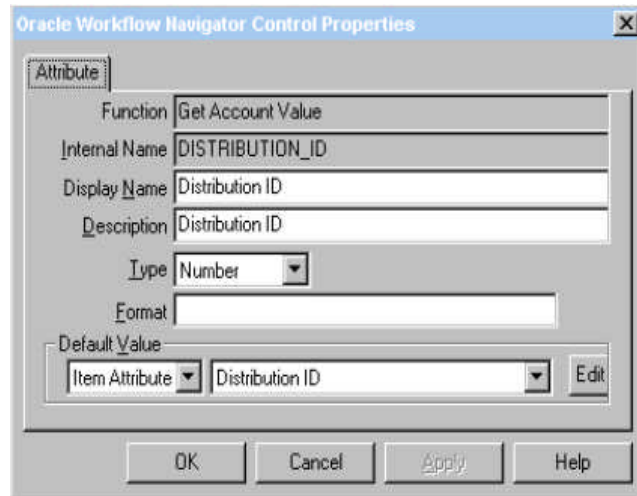 Oracle Workflow Navigator Control Properties
Attribute
Function Get Account Value
Internal Name DISTRIBUTION_ID
Display Name Distribution ID
Description Distribution ID
Type Number
Format
Default Value
Item Attribute Distribution ID Edit
OK Cancel Apply Help